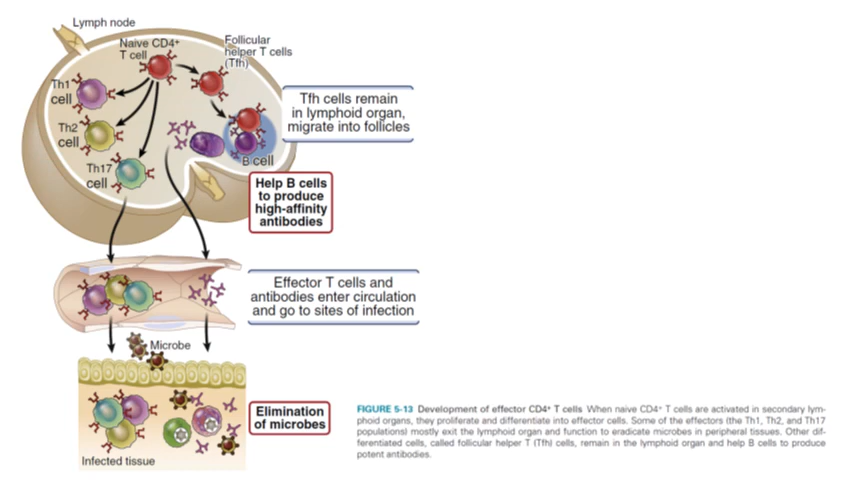 Lymph node
Naive CD4+
T cell
Follicular
helper T cells
(Tfh)
Th1
cell
Th2
cell
Th17
cell
B cell
Tfh cells remain
in lymphoid organ,
migrate into follicles
Help B cells
to produce
high-affinity
antibodies
Effector T cells and
antibodies enter circulation
and go to sites of infection
Microbe
Elimination
of microbes
Infected tissue
FIGURE 5-13 Development of effector CD4+ T cells When naive CD4+ T cells are activated in secondary lym-
phoid organs, they proliferate and differentiate into effector cells. Some of the effectors (the Th1, Th2, and Th17
populations) mostly exit the lymphoid organ and function to eradicate microbes in peripheral tissues. Other dif-
ferentiated cells, called follicular helper T (Tfh) cells, remain in the lymphoid organ and help B cells to produce
potent antibodies.